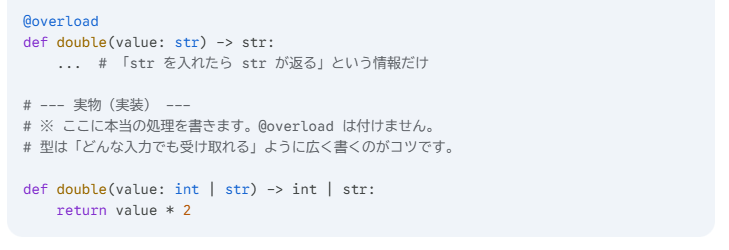 @overload
def double(value: str) -> str:
    ...  # 「str を入れたら str が返る」という情報だけ
# --- 実物（実装） ---
# ※ ここに本当の処理を書きます。@overload は付けません。
# 型は「どんな入力でも受け取れる」ように広く書くのがコツです。
def double(value: int | str) -> int | str:
    return value * 2